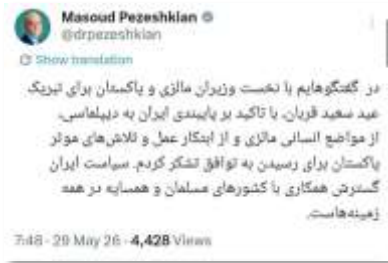 Masoud Pezeshkian
@drpezeshkian
Show translation
در گفتگوهایم با نخست وزیران مالزی و پاکستان برای تبریک
عید سعید قربان، با تاکید بر پایبندی ایران به دیپلماسی،
از مواضع انسانی مالزی و از ابتکار عمل و تلاش‌های موثر
پاکستان برای رسیدن به توافق تشکر کردم. سیاست ایران
گسترش همکاری با کشورهای مسلمان و همسایه در همه
زمینه‌هاست.
7:48 · 29 May 26 · 4,428 Views